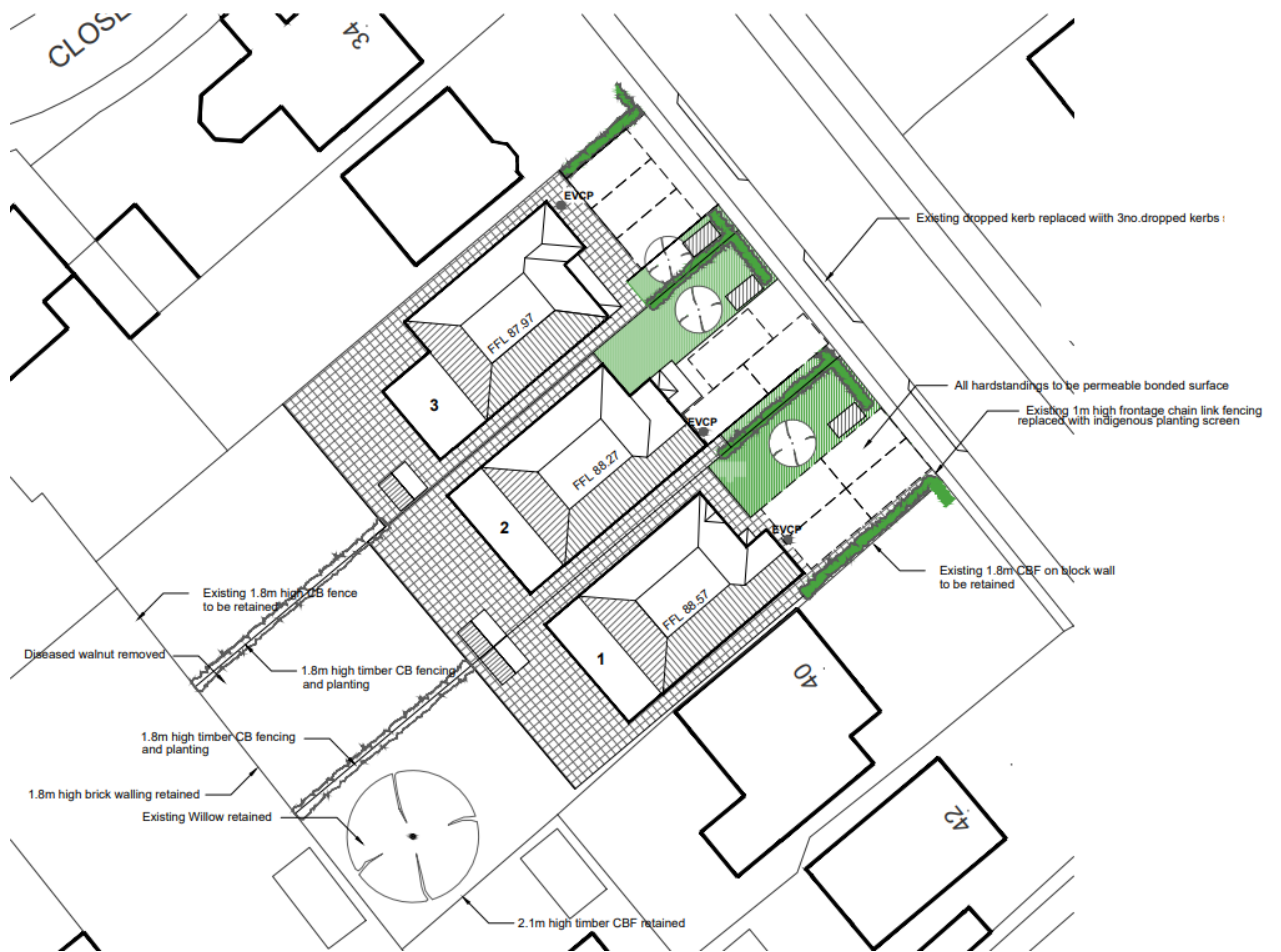 CLOSE
34
EVCP
Existing dropped kerb replaced wiith 3no.dropped kerbs
FFL 87.97
3
All hardstandings to be permeable bonded surface
Existing 1m high frontage chain link fencing
replaced with indigenous planting screen
EVCP
FFL 88.27
2
EVCP
Existing 1.8m CBF on block wall
to be retained
FFL 88.57
1
Existing 1.8m high CB fence
to be retained
Diseased walnut removed
1.8m high timber CB fencing
and planting
40
1.8m high timber CB fencing
and planting
1.8m high brick walling retained
Existing Willow retained
42
2.1m high timber CBF retained